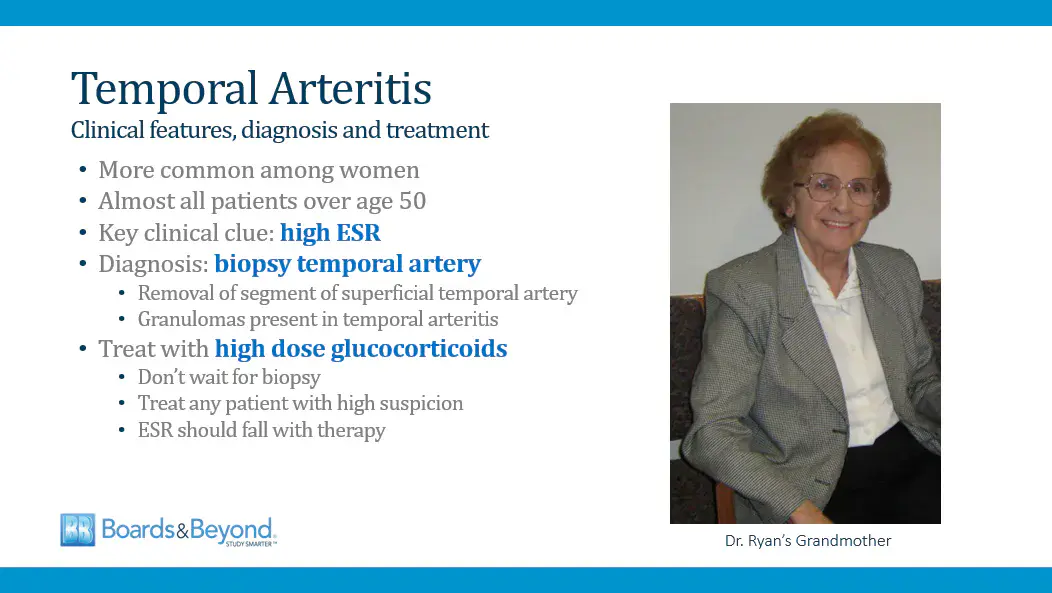 Temporal Arteritis
Clinical features, diagnosis and treatment
• More common among women
• Almost all patients over age 50
• Key clinical clue: high ESR
• Diagnosis: biopsy temporal artery
• Removal of segment of superficial temporal artery
• Granulomas present in temporal arteritis
• Treat with high dose glucocorticoids
• Don’t wait for biopsy
• Treat any patient with high suspicion
• ESR should fall with therapy
BB Boards&Beyond®
STUDY SMARTER™
Dr. Ryan’s Grandmother